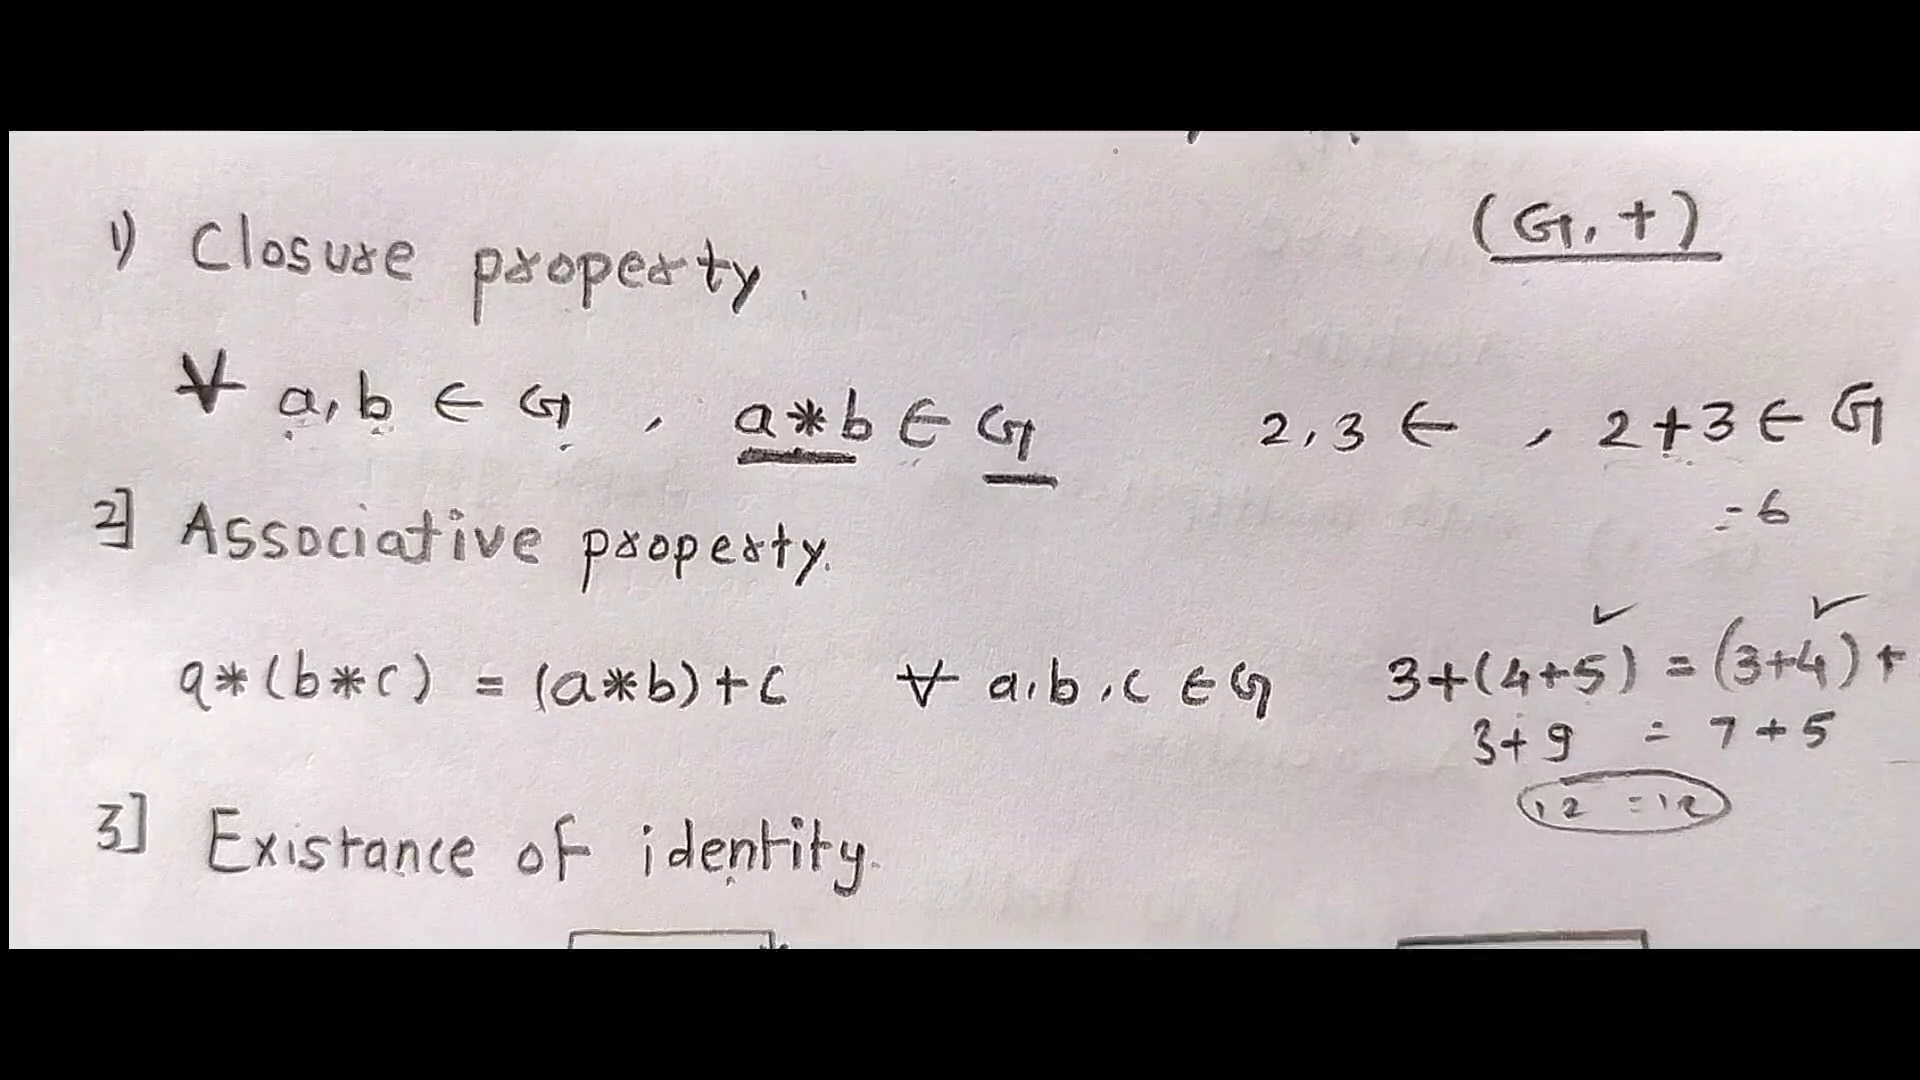 1) Closure property.
(G, +)
∀ a, b ∈ G , a*b ∈ G
2, 3 ∈ , 2+3 ∈ G
= 6
2] Associative property.
a*(b*c) = (a*b)+c ∀ a, b, c ∈ G
3+(4+5) = (3+4)+
3+9 = 7+5
12 = 12
3] Existance of identity.